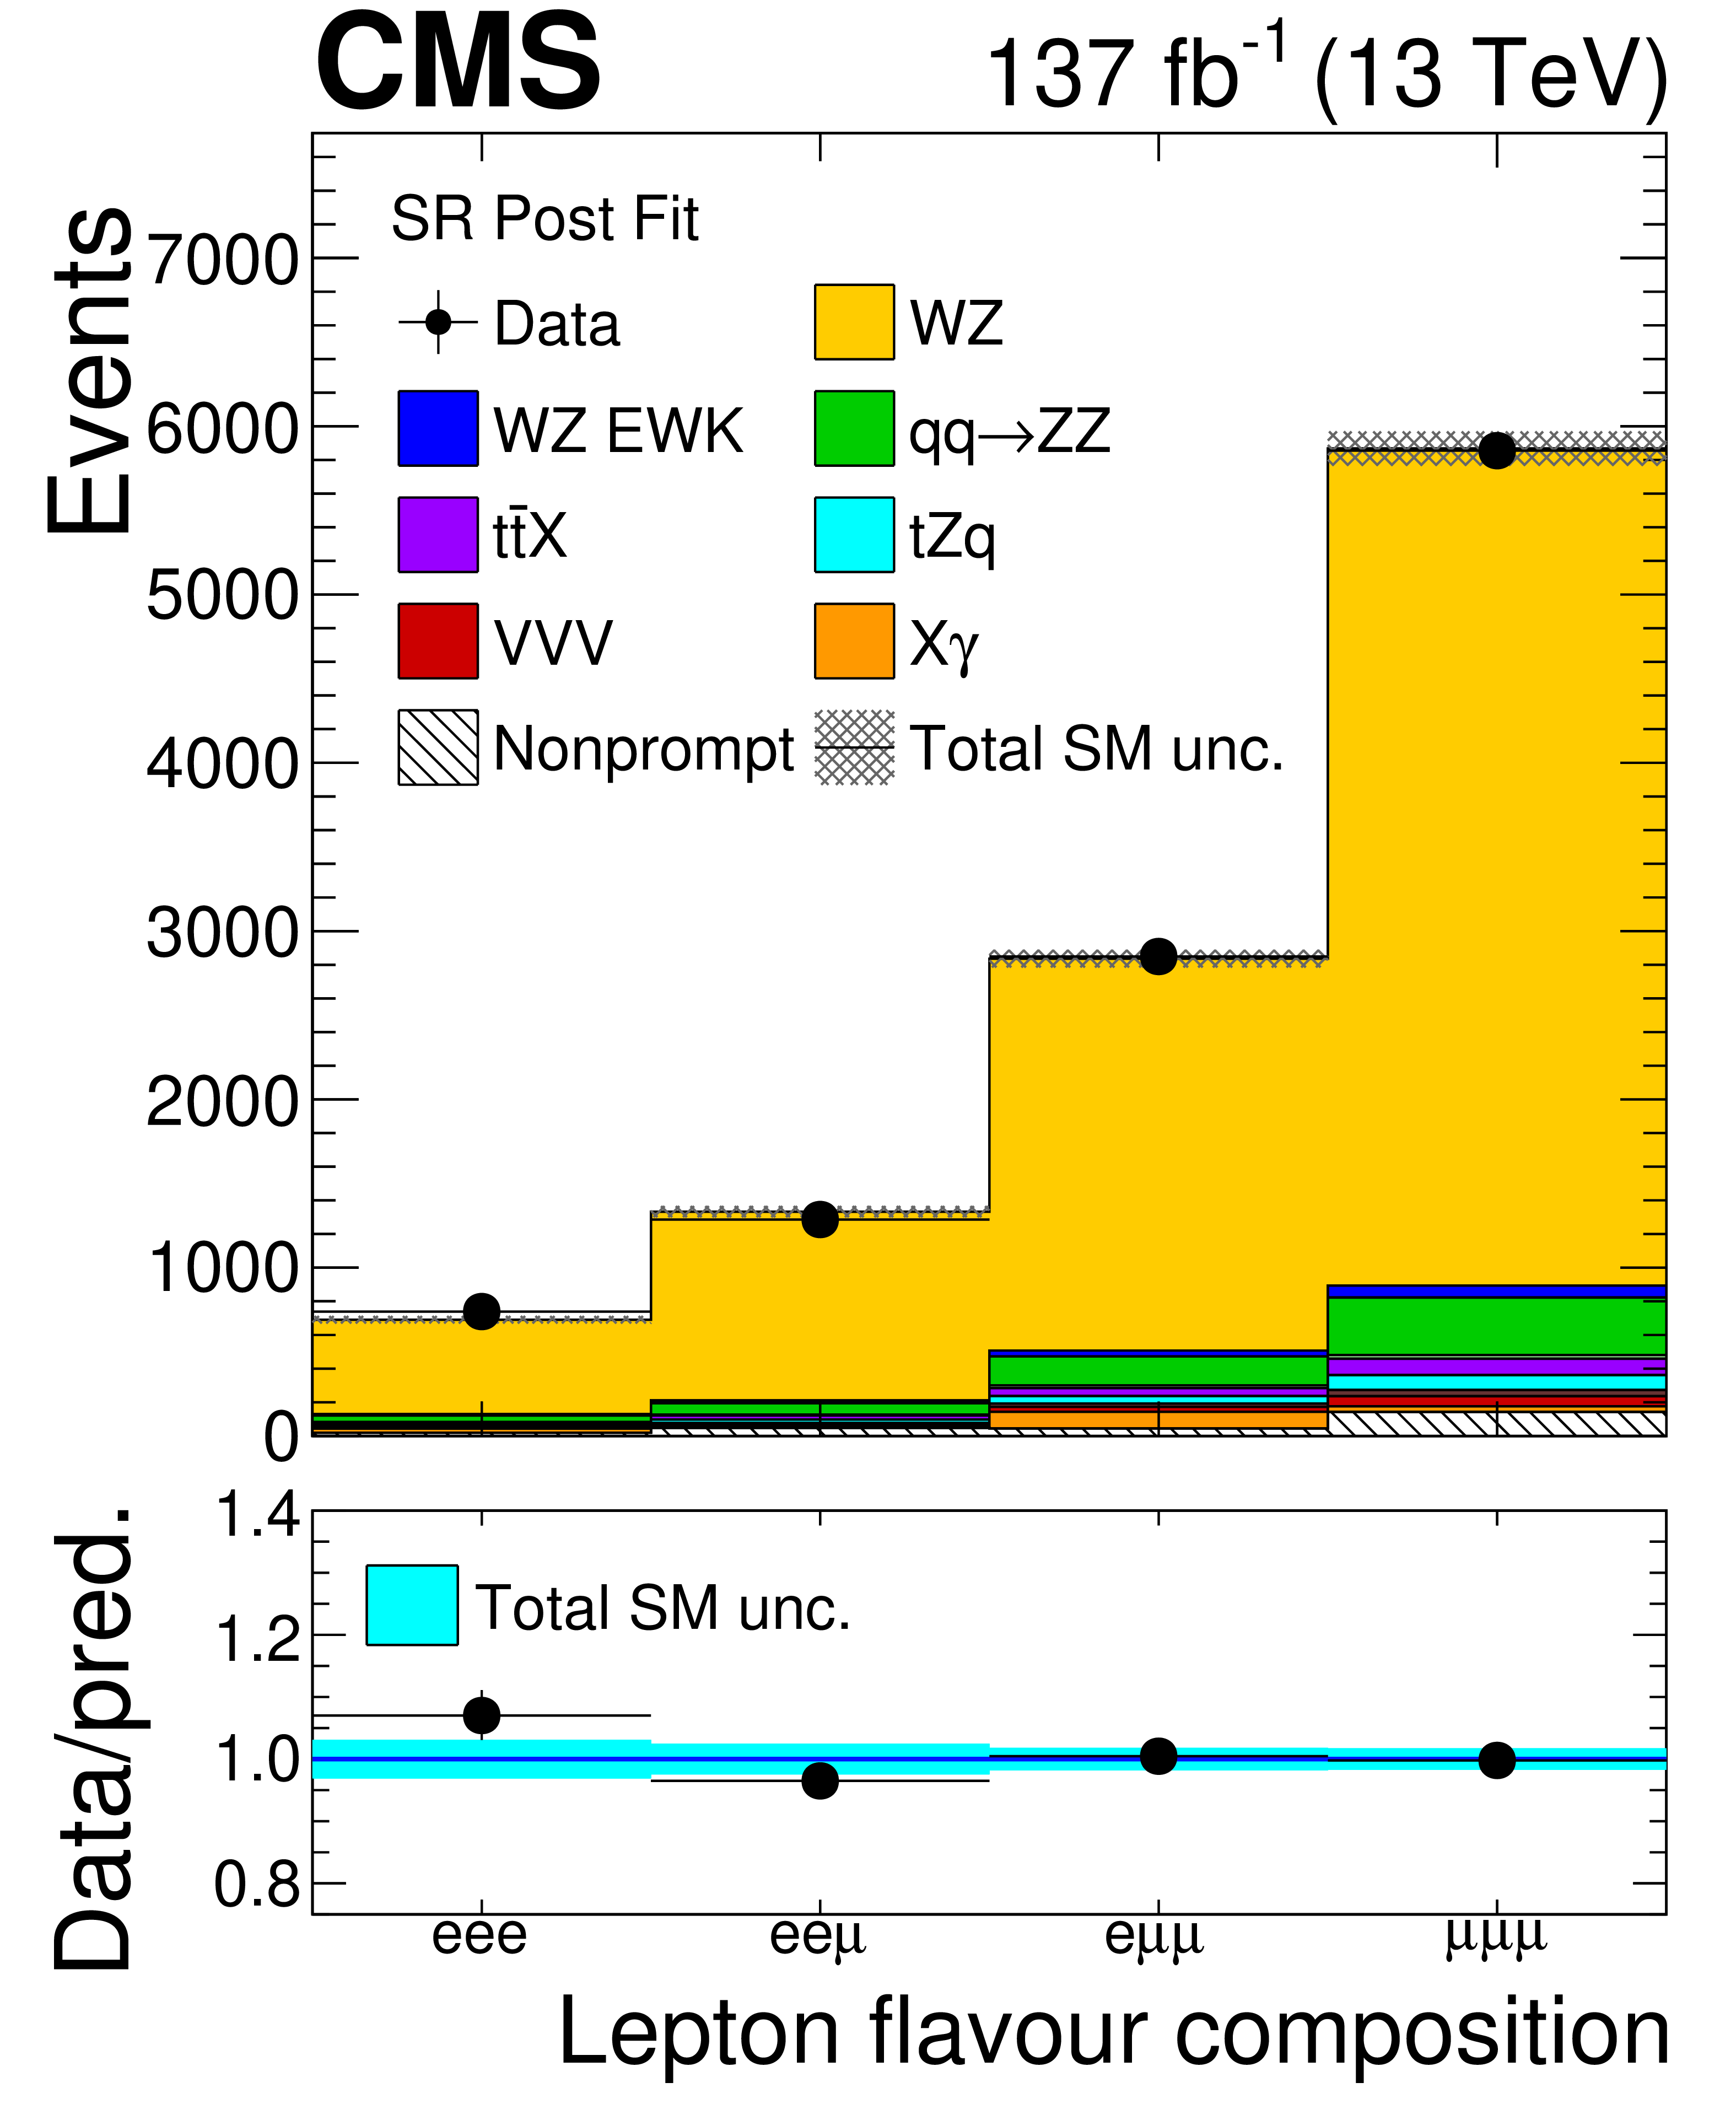 CMS 137 fb⁻¹ (13 TeV)
Events
7000
6000
5000
4000
3000
2000
1000
0
SR Post Fit
Data WZ
WZ EWK qq→ZZ
tt̄X tZq
VVV Xγ
Nonprompt Total SM unc.
Data/pred.
1.4
1.2
1.0
0.8
Total SM unc.
eee eeμ eμμ μμμ
Lepton flavour composition